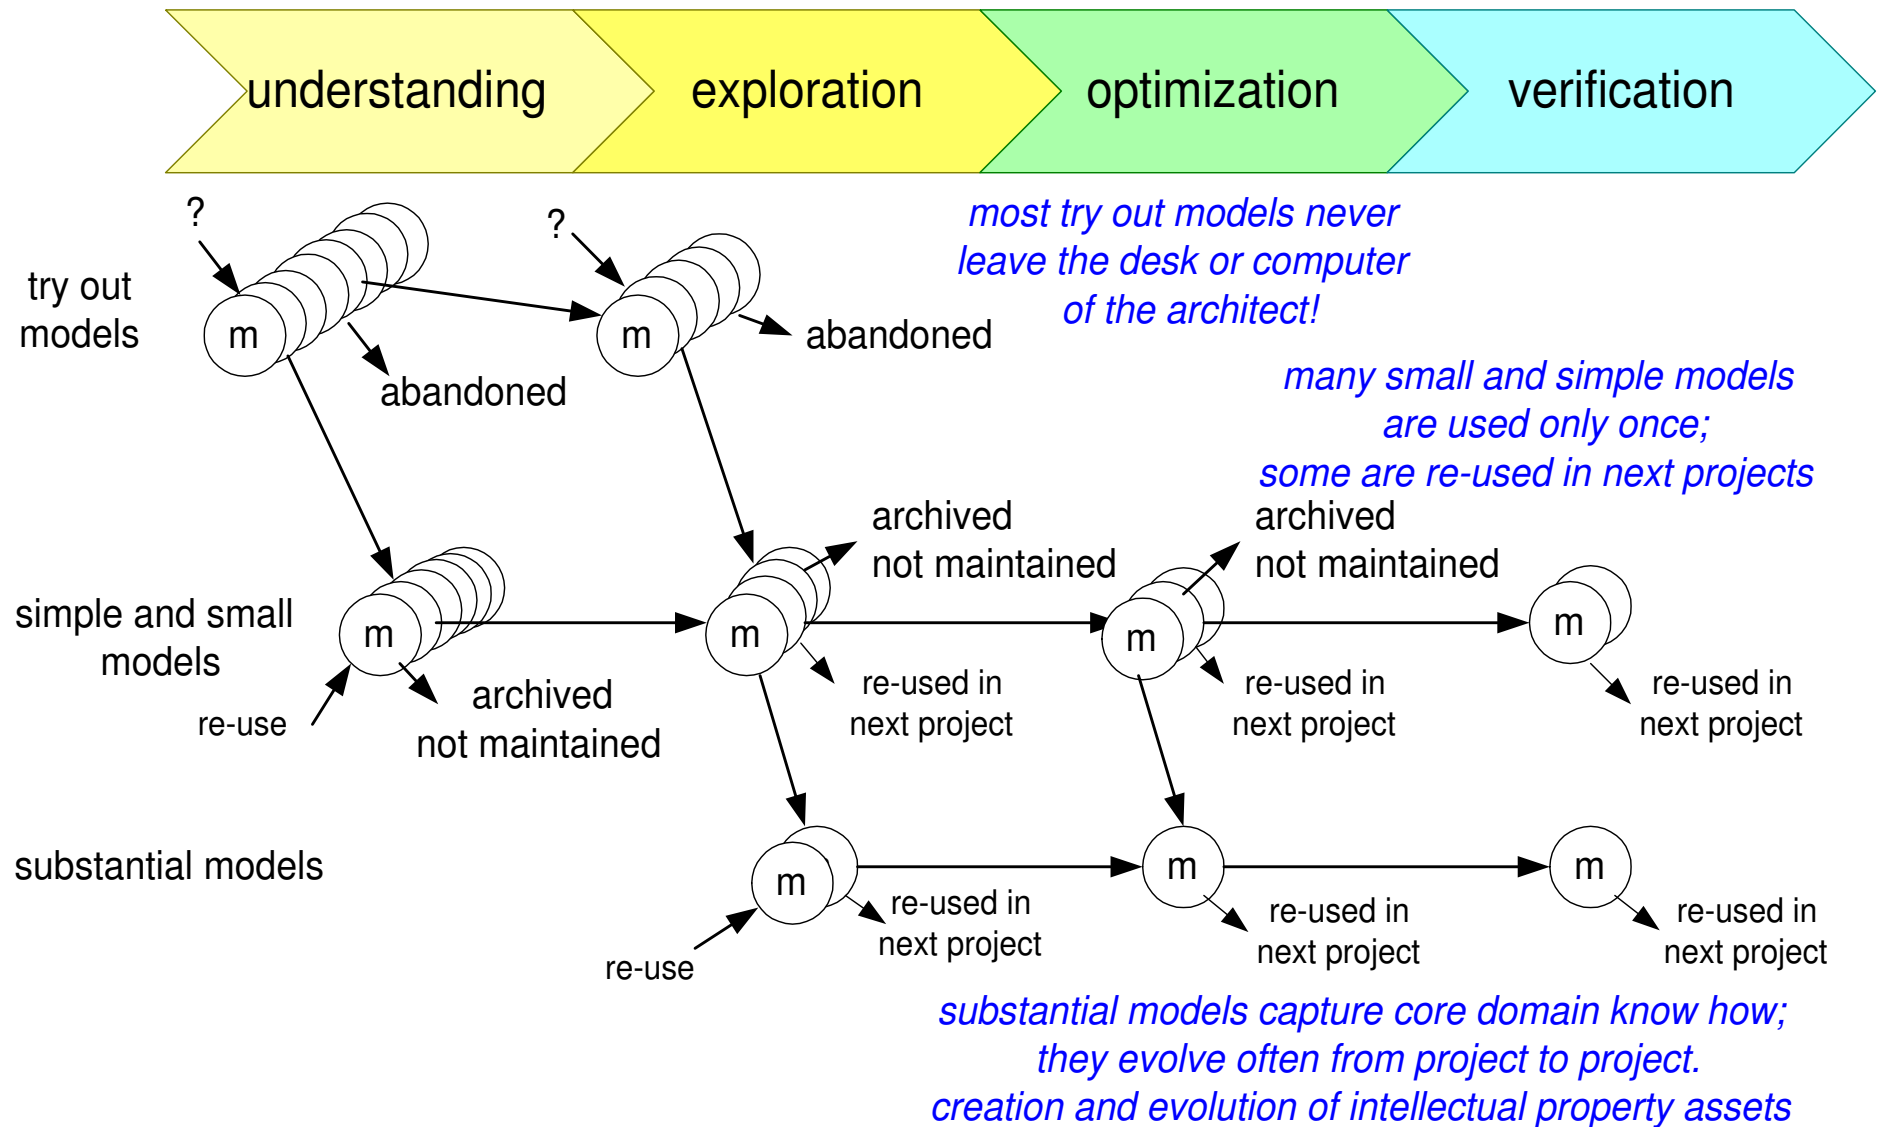 understanding
exploration
optimization
verification
?
?
most try out models never
leave the desk or computer
of the architect!
try out
models
m
m
abandoned
abandoned
many small and simple models
are used only once;
some are re-used in next projects
archived
not maintained
archived
not maintained
simple and small
models
m
m
m
m
re-use
archived
not maintained
re-used in
next project
re-used in
next project
re-used in
next project
substantial models
m
m
m
re-use
re-used in
next project
re-used in
next project
re-used in
next project
substantial models capture core domain know how;
they evolve often from project to project.
creation and evolution of intellectual property assets